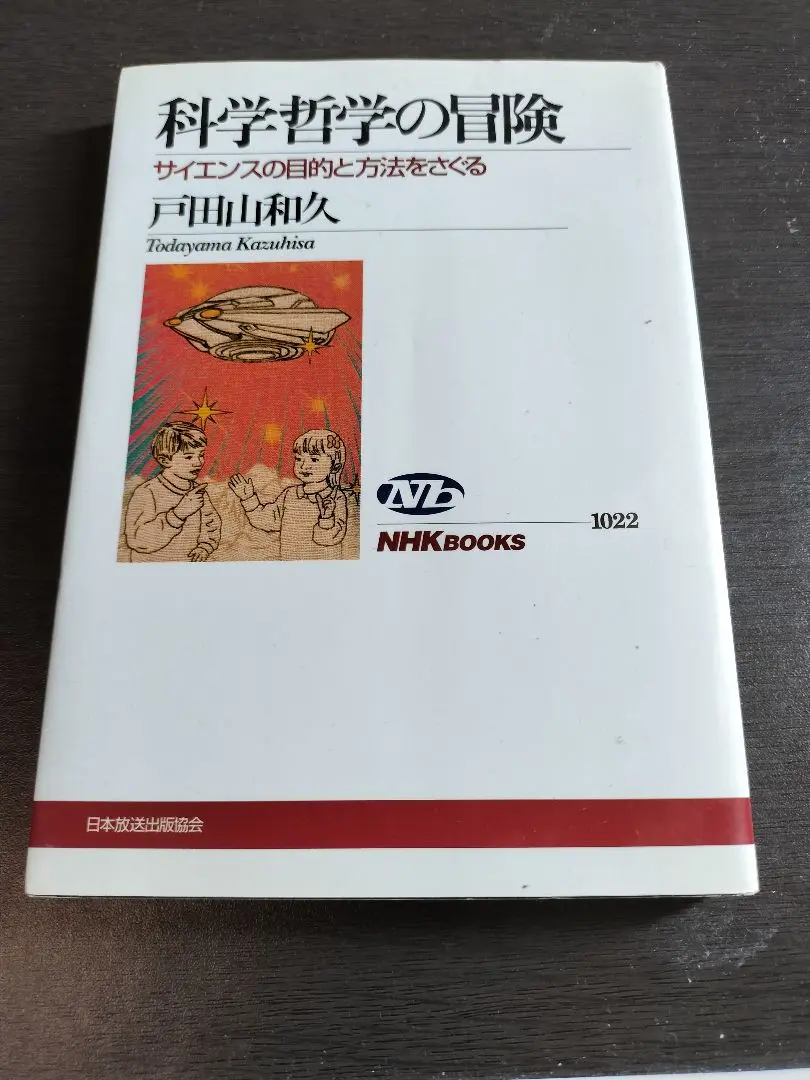 科学哲学の冒険
サイエンスの目的と方法をさぐる
戸田山和久
Todayama Kazuhisa
Nb
1022
NHKBOOKS
日本放送出版協会